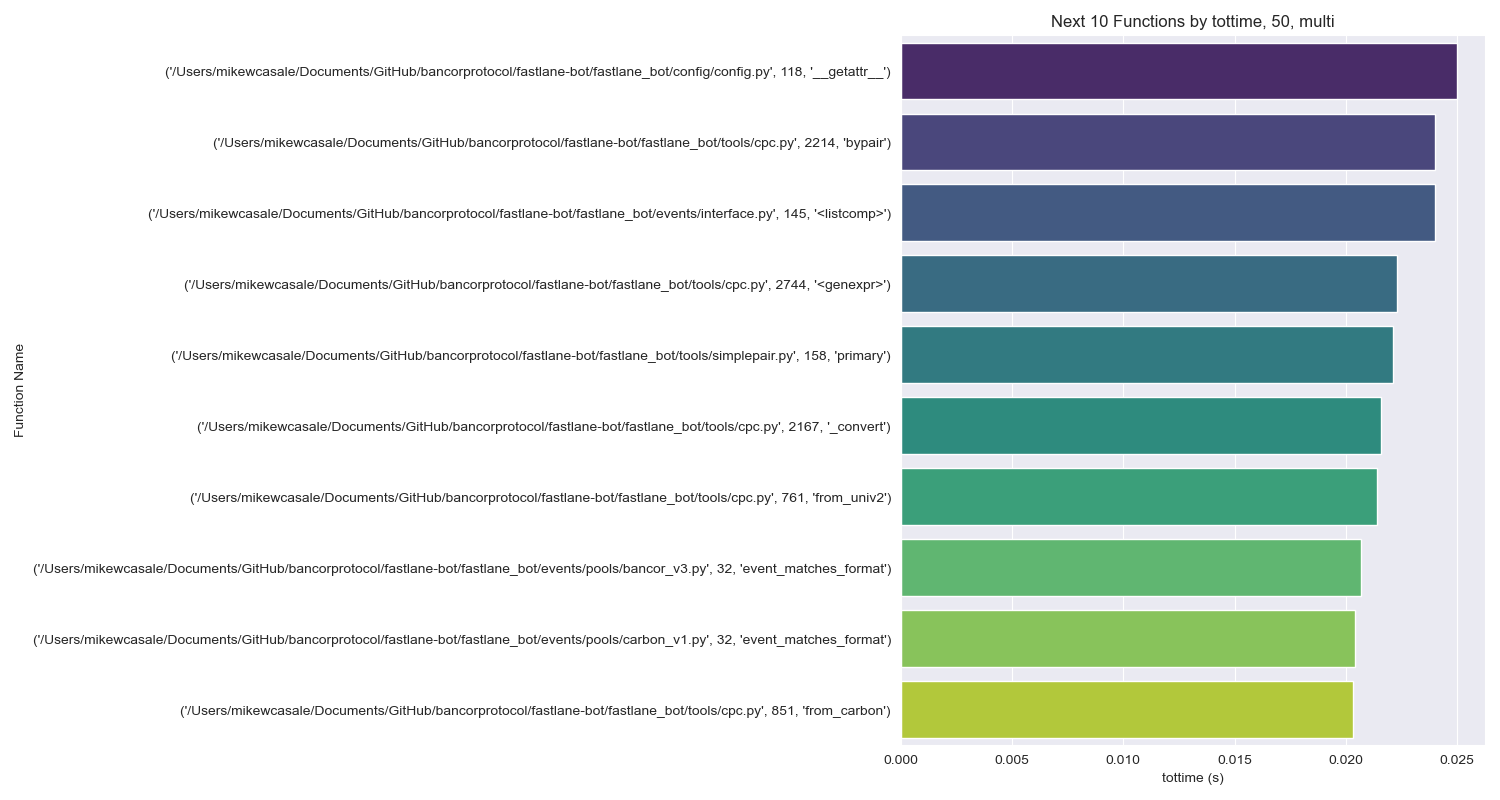 Next 10 Functions by tottime, 50, multi
('/Users/mikewcasale/Documents/GitHub/bancorprotocol/fastlane-bot/fastlane_bot/config/config.py', 118, '__getattr__')
('/Users/mikewcasale/Documents/GitHub/bancorprotocol/fastlane-bot/fastlane_bot/tools/cpc.py', 2214, 'bypair')
('/Users/mikewcasale/Documents/GitHub/bancorprotocol/fastlane-bot/fastlane_bot/events/interface.py', 145, '<listcomp>')
('/Users/mikewcasale/Documents/GitHub/bancorprotocol/fastlane-bot/fastlane_bot/tools/cpc.py', 2744, '<genexpr>')
('/Users/mikewcasale/Documents/GitHub/bancorprotocol/fastlane-bot/fastlane_bot/tools/simplepair.py', 158, 'primary')
('/Users/mikewcasale/Documents/GitHub/bancorprotocol/fastlane-bot/fastlane_bot/tools/cpc.py', 2167, '_convert')
('/Users/mikewcasale/Documents/GitHub/bancorprotocol/fastlane-bot/fastlane_bot/tools/cpc.py', 761, 'from_univ2')
('/Users/mikewcasale/Documents/GitHub/bancorprotocol/fastlane-bot/fastlane_bot/events/pools/bancor_v3.py', 32, 'event_matches_format')
('/Users/mikewcasale/Documents/GitHub/bancorprotocol/fastlane-bot/fastlane_bot/events/pools/carbon_v1.py', 32, 'event_matches_format')
('/Users/mikewcasale/Documents/GitHub/bancorprotocol/fastlane-bot/fastlane_bot/tools/cpc.py', 851, 'from_carbon')
Function Name
0.000 0.005 0.010 0.015 0.020 0.025
tottime (s)